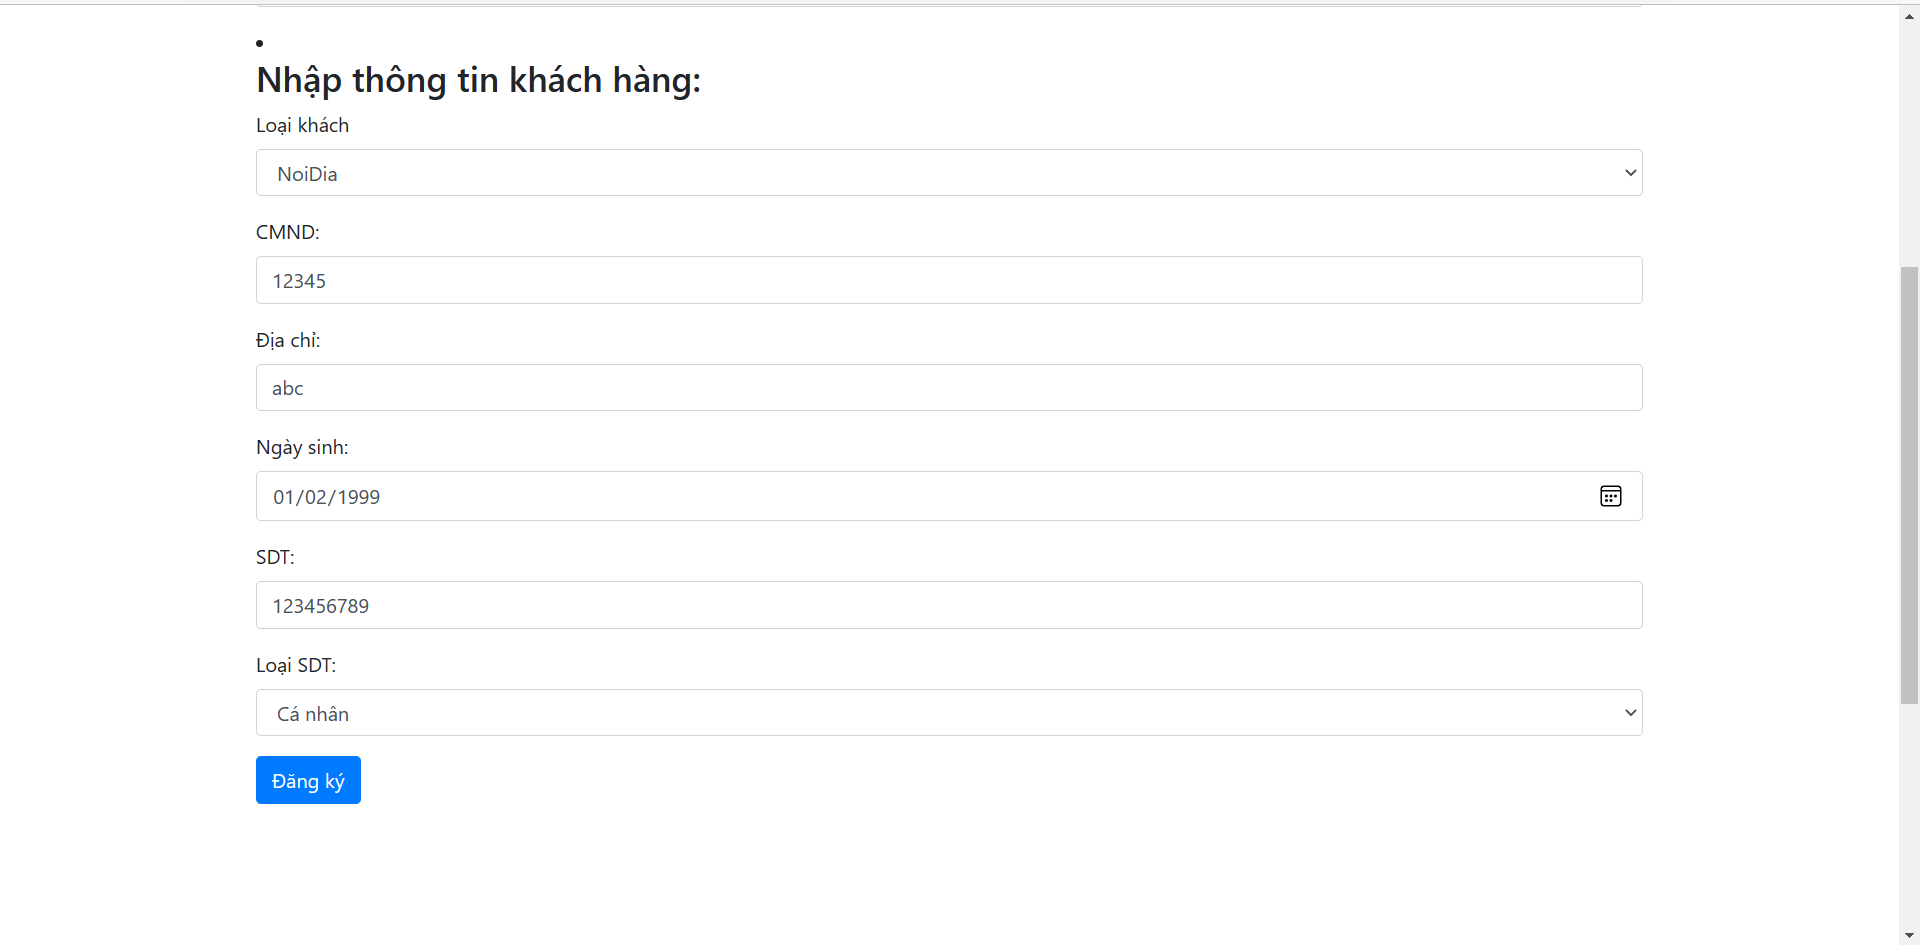 Nhập thông tin khách hàng:
Loại khách
NoiDia
CMND:
12345
Địa chỉ:
abc
Ngày sinh:
01/02/1999
SDT:
123456789
Loại SDT:
Cá nhân
Đăng ký